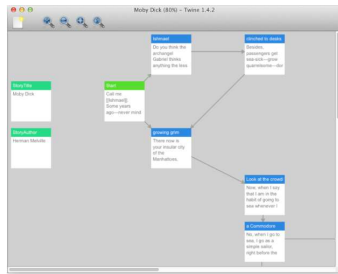 Moby Dick (80%) - Twine 1.4.2
Ishmael
Do you think the
archangel
Gabriel thinks
anything the less
clinched to desks
Besides,
passengers get
sea-sick—grow
quarrelsome—don
StoryTitle
Moby Dick
Start
Call me
[[Ishmael]].
Some years
ago—never mind
StoryAuthor
Herman Melville
growing grim
There now is
your insular city
of the
Manhattoes,
Look at the crowd
Now, when I say
that I am in the
habit of going to
sea whenever I
a Commodore
No, when I go to
sea, I go as a
simple sailor,
right before the